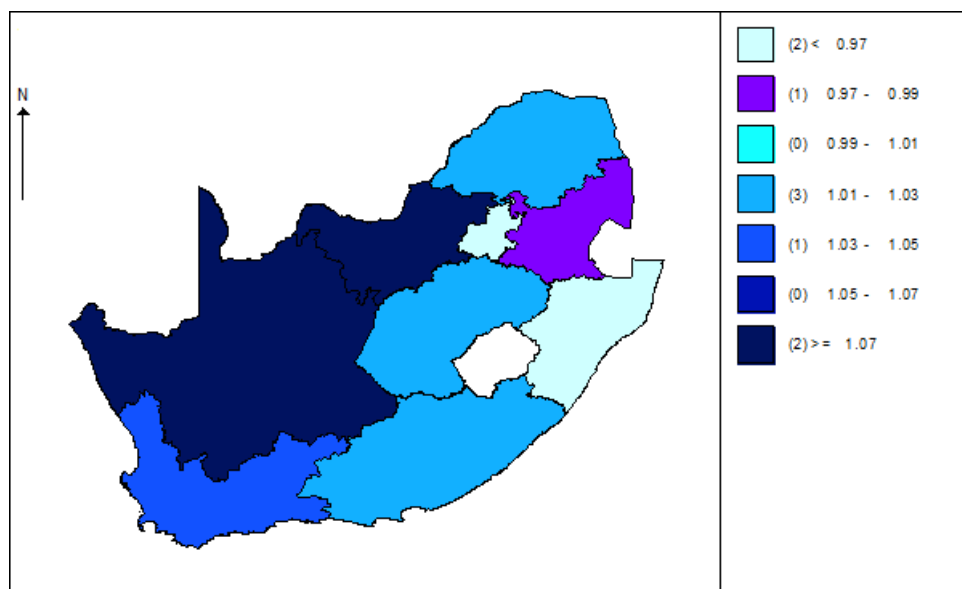 N
(2) < 0.97
(1) 0.97 - 0.99
(0) 0.99 - 1.01
(3) 1.01 - 1.03
(1) 1.03 - 1.05
(0) 1.05 - 1.07
(2) >= 1.07